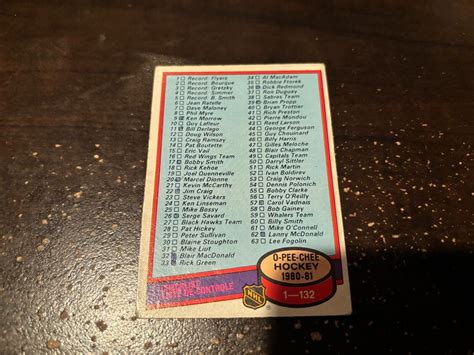 1 Record: Flyers
2 Record: Bourque
3 Record: Gretzky
4 Record: Simmer
5 Record: B. Smith
6 Jean Ratelle
7 Dave Maloney
8 Phil Myre
9 Ken Morrow
10 Guy Lafleur
11 Bill Derlago
12 Doug Wilson
13 Craig Ramsay
14 Pat Boutette
15 Eric Vail
16 Red Wings Team
17 Bobby Smith
18 Rick Kehoe
19 Joel Quenneville
20 Marcel Dionne
21 Kevin McCarthy
22 Jim Craig
23 Steve Vickers
24 Ken Linseman
25 Mike Bossy
26 Serge Savard
27 Black Hawks Team
28 Pat Hickey
29 Peter Sullivan
30 Blaine Stoughton
31 Mike Liut
32 Blair MacDonald
33 Rick Green
34 Al MacAdam
35 Robbie Ftorek
36 Dick Redmond
37 Ron Duguay
38 Sabres Team
39 Brian Propp
40 Bryan Trottier
41 Rich Preston
42 Pierre Mondou
43 Reed Larson
44 George Ferguson
45 Guy Charron
46 Billy Harris
47 Gilles Meloche
48 Blair Chapman
49 Capitals Team
50 Darryl Sittler
51 Rick Martin
52 Ivan Boldirev
53 Craig Norwich
54 Dennis Polonich
55 Bobby Clarke
56 Terry O'Reilly
57 Carol Vadnais
58 Bob Gainey
59 Whalers Team
60 Billy Smith
61 Mike O'Connell
62 Lanny McDonald
63 Lee Fogolin
LISTE DE CONTROLE
NHL
O-PEE-CHEE
HOCKEY
1980-81
1—132